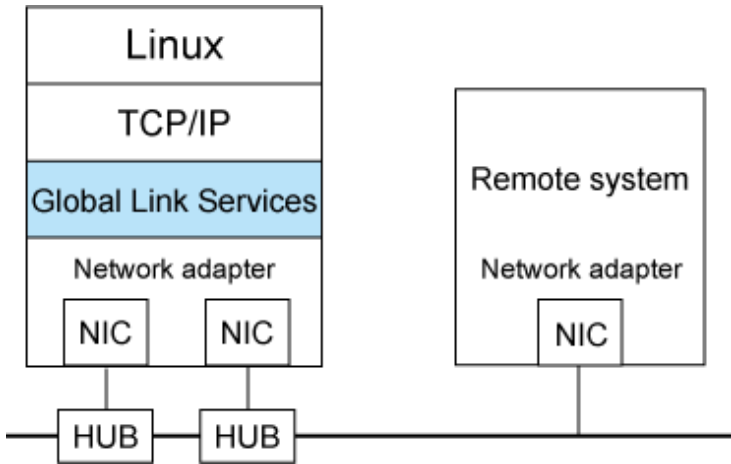 Linux
TCP/IP
Global Link Services
Network adapter
NIC
NIC
HUB
HUB
Remote system
Network adapter
NIC